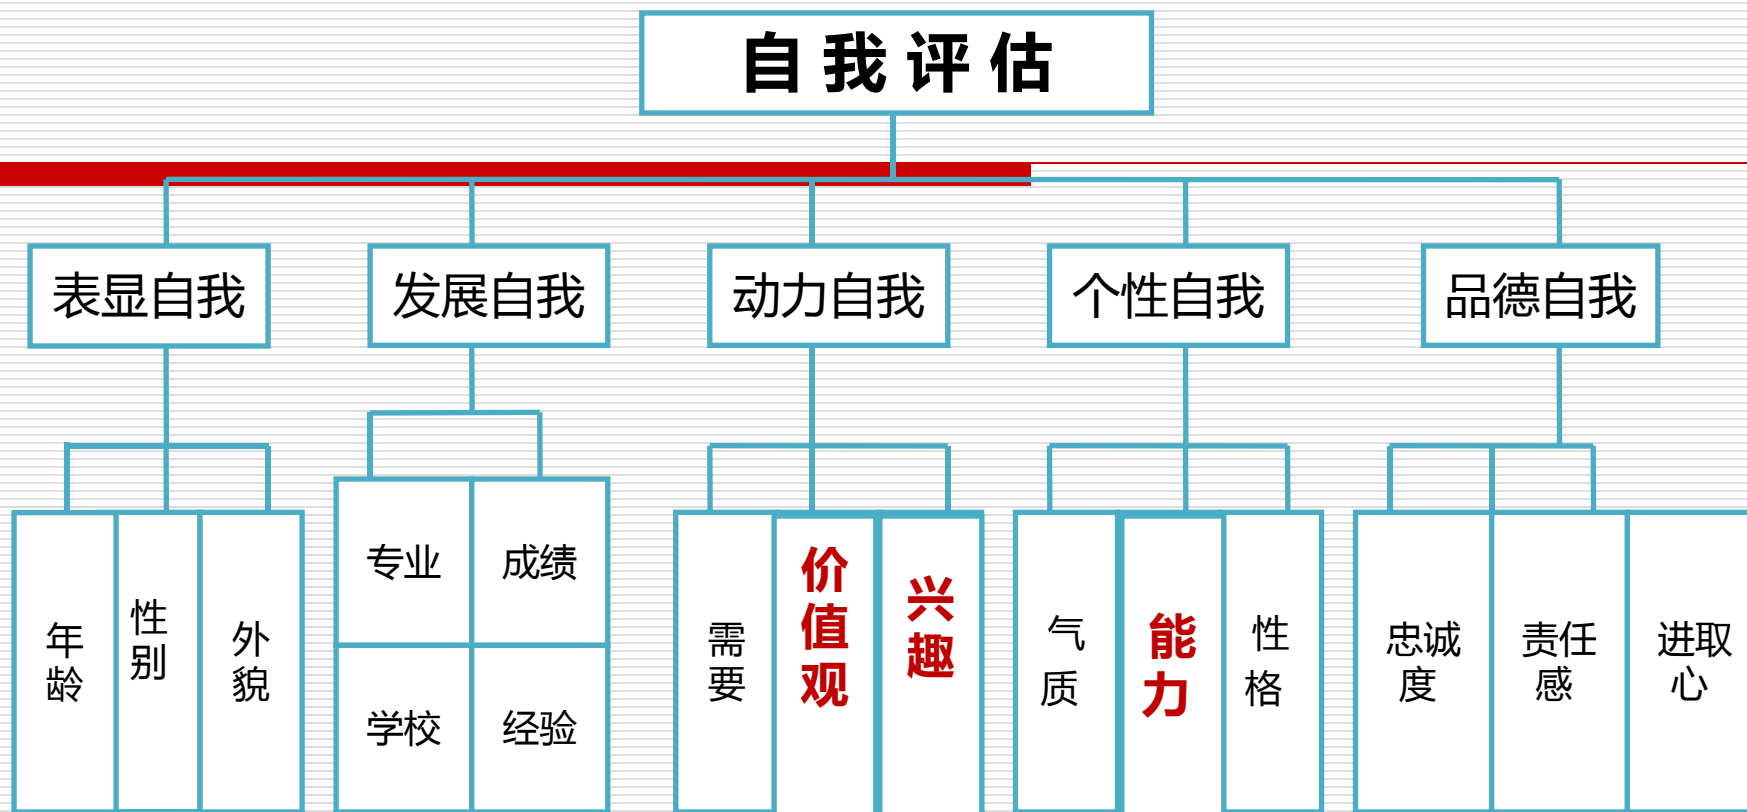 自我评估
表显自我
发展自我
动力自我
个性自我
品德自我
年
龄
性
别
外
貌
专业
成绩
学校
经验
需
要
价
值
观
兴
趣
气
质
能
力
性
格
忠诚
度
责任
感
进取
心